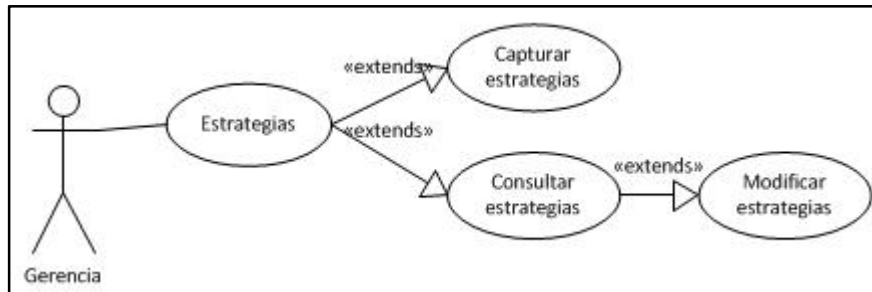 Capturar
estrategias
«extends»
Estrategias
«extends»
Consultar
estrategias
«extends»
Modificar
estrategias
Gerencia